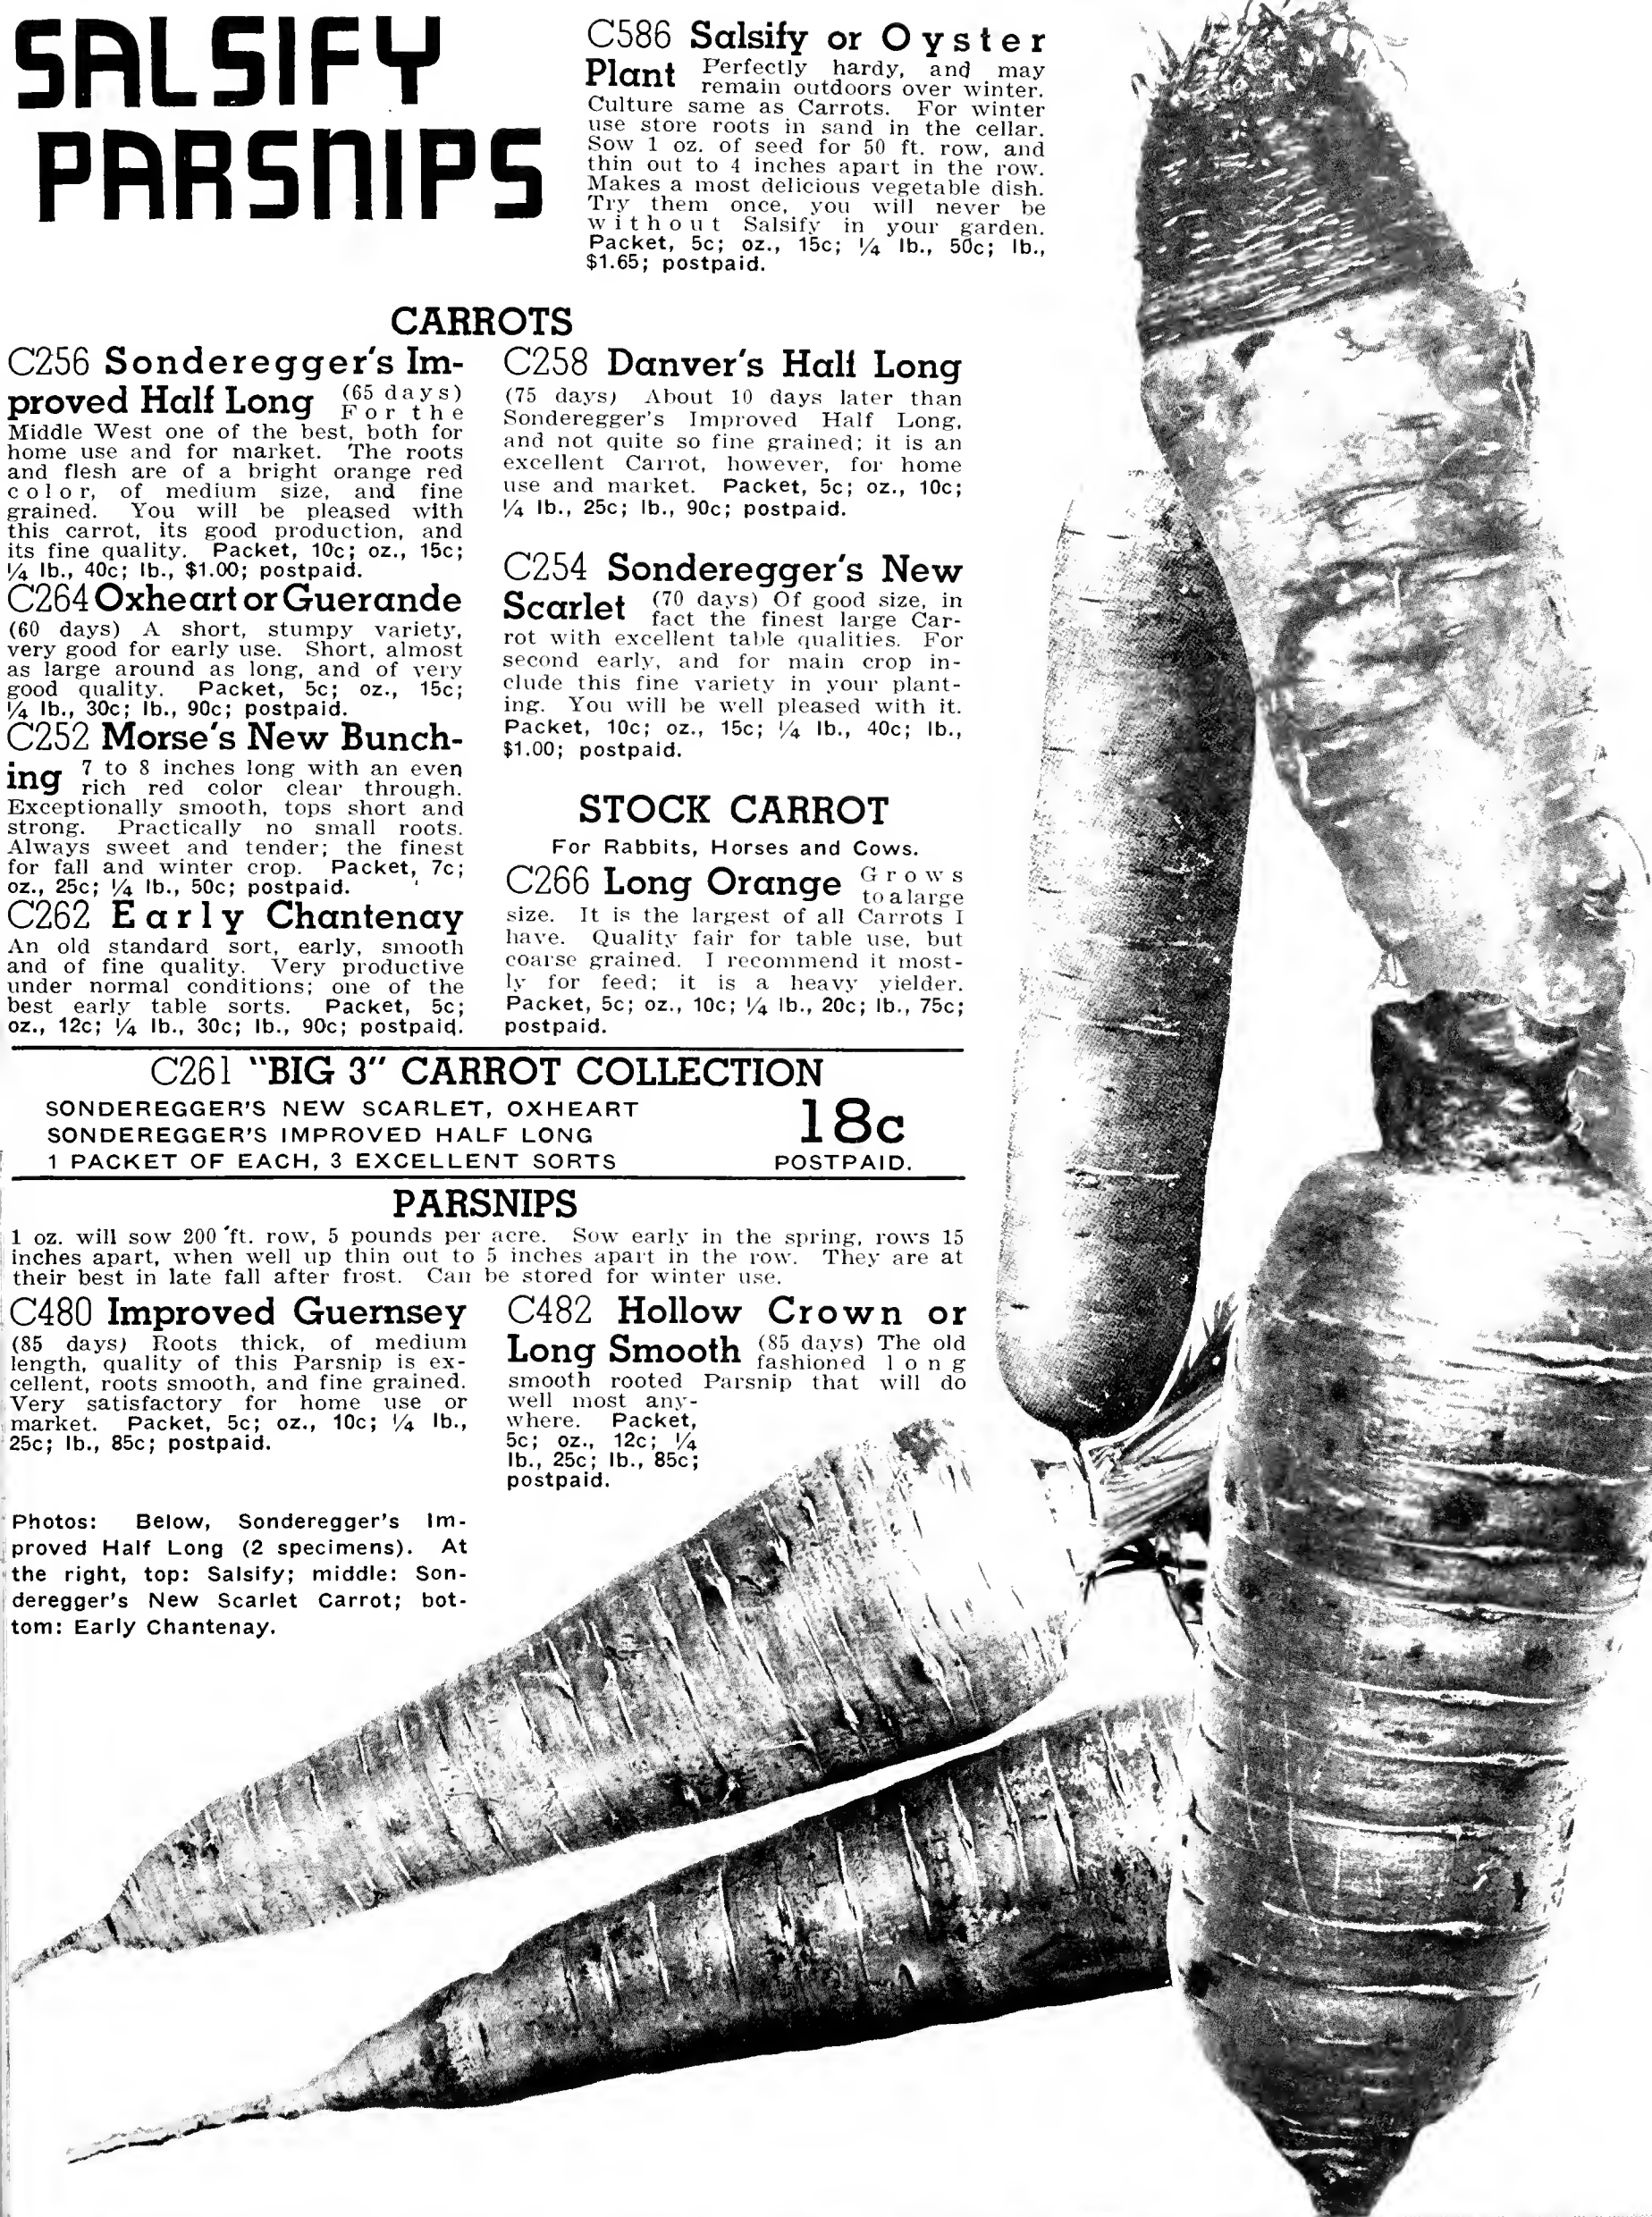 SALSIFY
PARSNIPS
C586 Salsify or Oyster
Plant Perfectly hardy, and may
remain outdoors over winter.
Culture same as Carrots. For winter
use store roots in sand in the cellar.
Sow 1 oz. of seed for 50 ft. row, and
thin out to 4 inches apart in the row.
Makes a most delicious vegetable dish.
Try them once, you will never be
without Salsify in your garden.
Packet, 5c; oz., 15c; ¼ lb., 50c; lb.,
$1.65; postpaid.
CARROTS
C256 Sonderegger's Im-
proved Half Long (65 days)
For the
Middle West one of the best, both for
home use and for market. The roots
and flesh are of a bright orange red
color, of medium size, and fine
grained. You will be pleased with
this carrot, its good production, and
its fine quality. Packet, 10c; oz., 15c;
¼ lb., 40c; lb., $1.00; postpaid.
C264 Oxheart or Guerande
(60 days) A short, stumpy variety,
very good for early use. Short, almost
as large around as long, and of very
good quality. Packet, 5c; oz., 15c;
¼ lb., 30c; lb., 90c; postpaid.
C252 Morse's New Bunch-
ing 7 to 8 inches long with an even
rich red color clear through.
Exceptionally smooth, tops short and
strong. Practically no small roots.
Always sweet and tender; the finest
for fall and winter crop. Packet, 7c;
oz., 25c; ¼ lb., 50c; postpaid.
C262 Early Chantenay
An old standard sort, early, smooth
and of fine quality. Very productive
under normal conditions; one of the
best early table sorts. Packet, 5c;
oz., 12c; ¼ lb., 30c; lb., 90c; postpaid.
C258 Danver's Half Long
(75 days) About 10 days later than
Sonderegger's Improved Half Long,
and not quite so fine grained; it is an
excellent Carrot, however, for home
use and market. Packet, 5c; oz., 10c;
¼ lb., 25c; lb., 90c; postpaid.
C254 Sonderegger's New
Scarlet (70 days) Of good size, in
fact the finest large Car-
rot with excellent table qualities. For
second early, and for main crop in-
clude this fine variety in your plant-
ing. You will be well pleased with it.
Packet, 10c; oz., 15c; ¼ lb., 40c; lb.,
$1.00; postpaid.
STOCK CARROT
For Rabbits, Horses and Cows.
C266 Long Orange Grows
to a large
size. It is the largest of all Carrots I
have. Quality fair for table use, but
coarse grained. I recommend it most-
ly for feed; it is a heavy yielder.
Packet, 5c; oz., 10c; ¼ lb., 20c; lb., 75c;
postpaid.
C261 "BIG 3" CARROT COLLECTION
SONDEREGGER'S NEW SCARLET, OXHEART
SONDEREGGER'S IMPROVED HALF LONG
1 PACKET OF EACH, 3 EXCELLENT SORTS
18c
POSTPAID.
PARSNIPS
1 oz. will sow 200 ft. row, 5 pounds per acre. Sow early in the spring, rows 15
inches apart, when well up thin out to 5 inches apart in the row. They are at
their best in late fall after frost. Can be stored for winter use.
C480 Improved Guernsey
(85 days) Roots thick, of medium
length, quality of this Parsnip is ex-
cellent, roots smooth, and fine grained.
Very satisfactory for home use or
market. Packet, 5c; oz., 10c; ¼ lb.,
25c; lb., 85c; postpaid.
C482 Hollow Crown or
Long Smooth (85 days) The old
fashioned long
smooth rooted Parsnip that will do
well most any-
where. Packet,
5c; oz., 12c; ¼
lb., 25c; lb., 85c;
postpaid.
Photos: Below, Sonderegger's Im-
proved Half Long (2 specimens). At
the right, top: Salsify; middle: Son-
deregger's New Scarlet Carrot; bot-
tom: Early Chantenay.